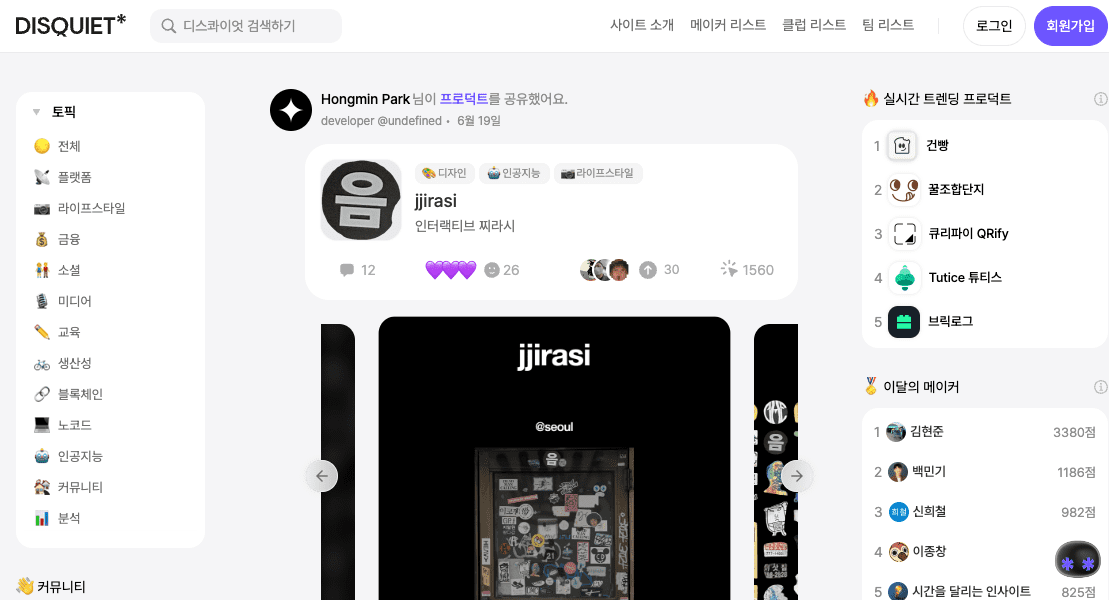 DISQUIET*
디스콰이엇 검색하기
사이트 소개 메이커 리스트 클럽 리스트 팀 리스트
로그인
회원가입
토픽
전체
플랫폼
라이프스타일
금융
소셜
미디어
교육
생산성
블록체인
노코드
인공지능
커뮤니티
분석
커뮤니티
Hongmin Park님이 프로덕트를 공유했어요.
developer @undefined • 6월 19일
음
디자인 인공지능 라이프스타일
jjirasi
인터랙티브 찌라시
12 26 30 1560
jjirasi
@seoul
음
음
실시간 트렌딩 프로덕트
1 건빵
2 꿀조합단지
3 큐리파이 QRify
4 Tutice 튜티스
5 브릭로그
이달의 메이커
1 김현준 3380점
2 백민기 1186점
3 희철 신희철 982점
4 이종창
5 시간을 달리는 인사이트 825점